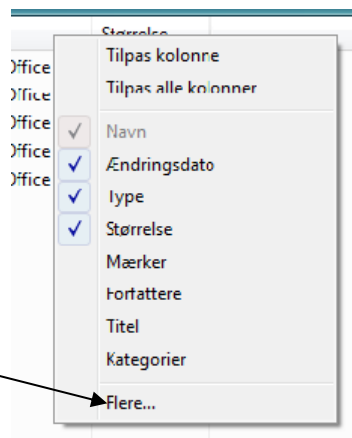 Størrelse
Office
Office
Office
Office
Office
Tilpas kolonne
Tilpas alle kolonner
Navn
Ændringsdato
Type
Størrelse
Mærker
Forfattere
Titel
Kategorier
Flere...